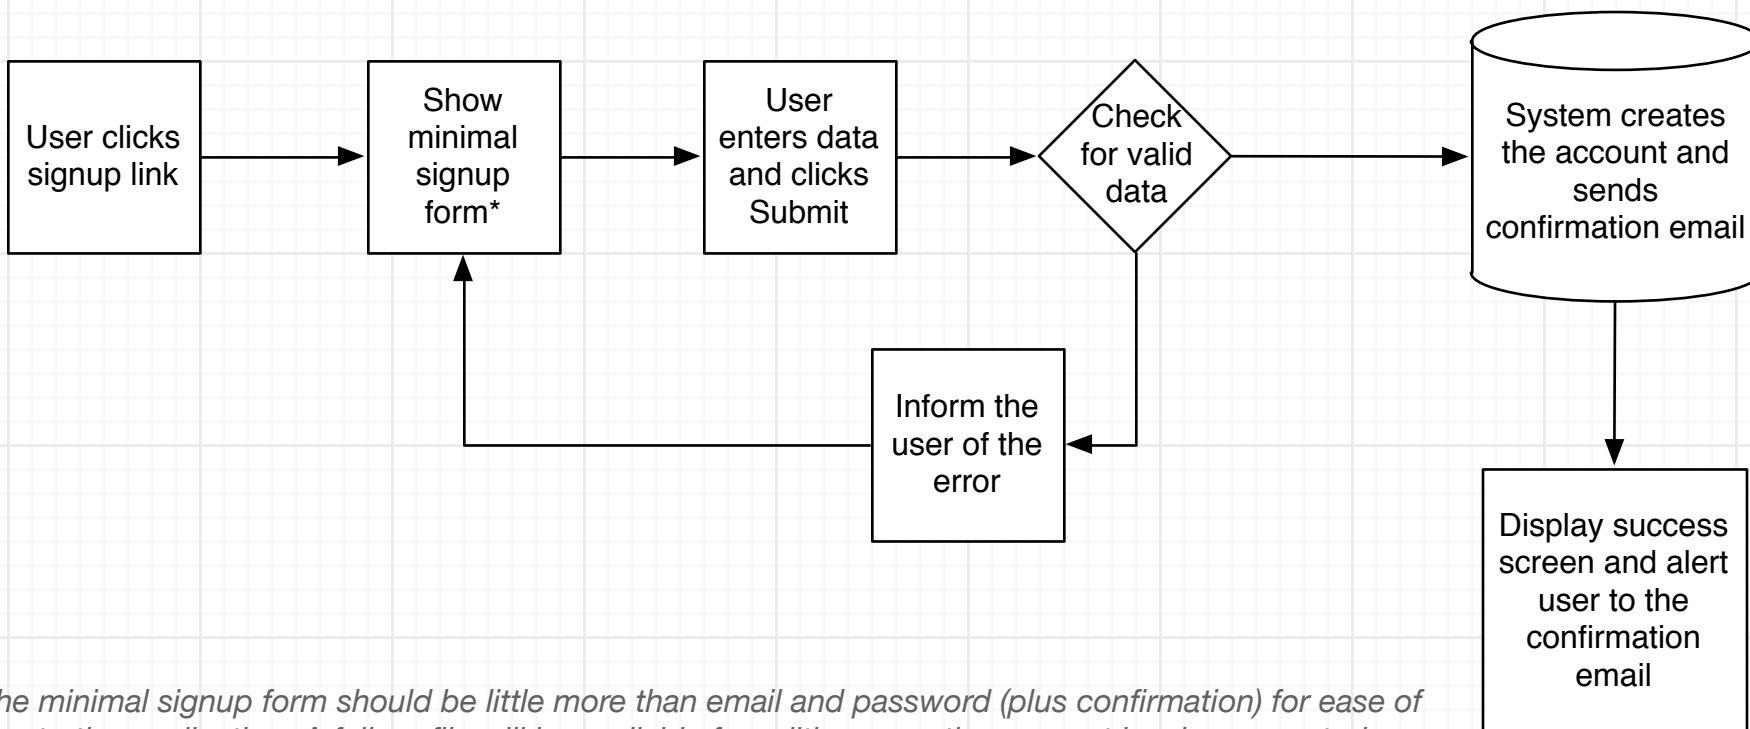 User clicks
signup link
Show
minimal
signup
form*
User
enters data
and clicks
Submit
Check
for valid
data
System creates
the account and
sends
confirmation email
Inform the
user of the
error
Display success
screen and alert
user to the
confirmation
email
minimal signup form should be little more than email and password (plus confirmation) for ease of